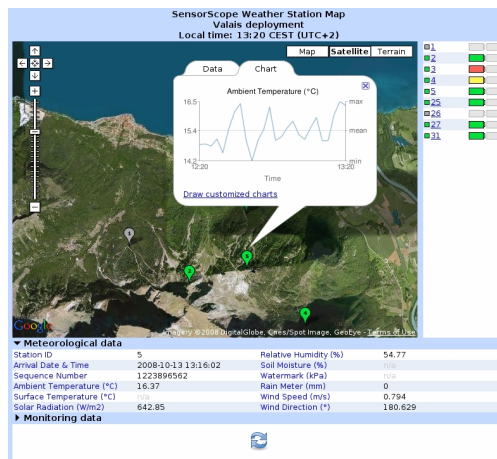 SensorScope Weather Station Map
Valais deployment
Local time: 13:20 CEST (UTC+2)
Map Satellite Terrain
Data Chart
Ambient Temperature (°C)
16.5 max
15.4 mean
14.2 min
12:20 13:20
Time
Draw customized charts
1
2
3
4
5
25
26
27
31
1
2
Google
Imagery ©2008 DigitalGlobe, Cnes/Spot Image, GeoEye - Terms of Use
Meteorological data
Station ID 5 Relative Humidity (%) 54.77
Arrival Date & Time 2008-10-13 13:16:02 Soil Moisture (%) n/a
Sequence Number 1223896562 Watermark (kPa) n/a
Ambient Temperature (°C) 16.37 Rain Meter (mm) 0
Surface Temperature (°C) n/a Wind Speed (m/s) 0.794
Solar Radiation (W/m2) 642.85 Wind Direction (°) 180.629
Monitoring data